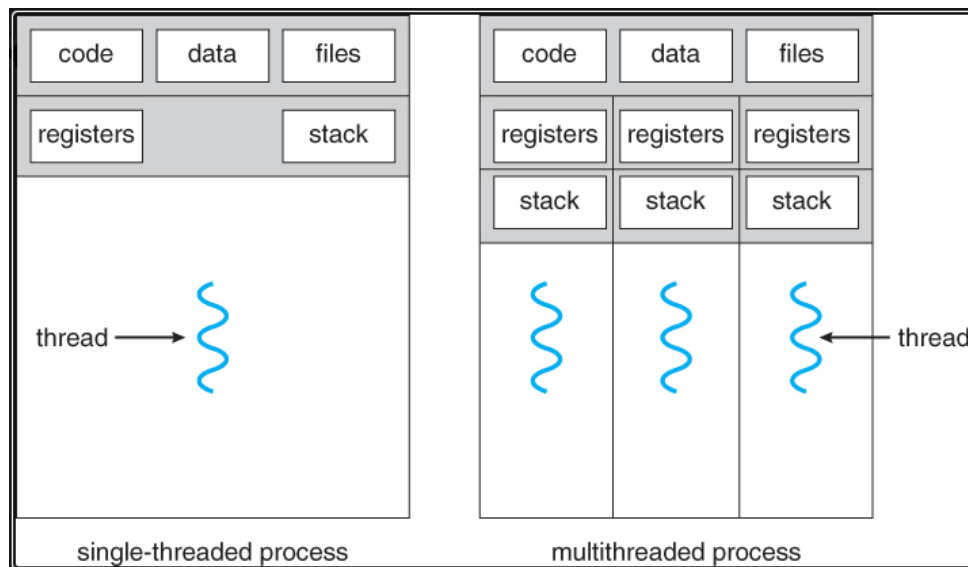 code data files code data files
registers stack registers registers registers
stack stack stack
thread thread
single-threaded process multithreaded process